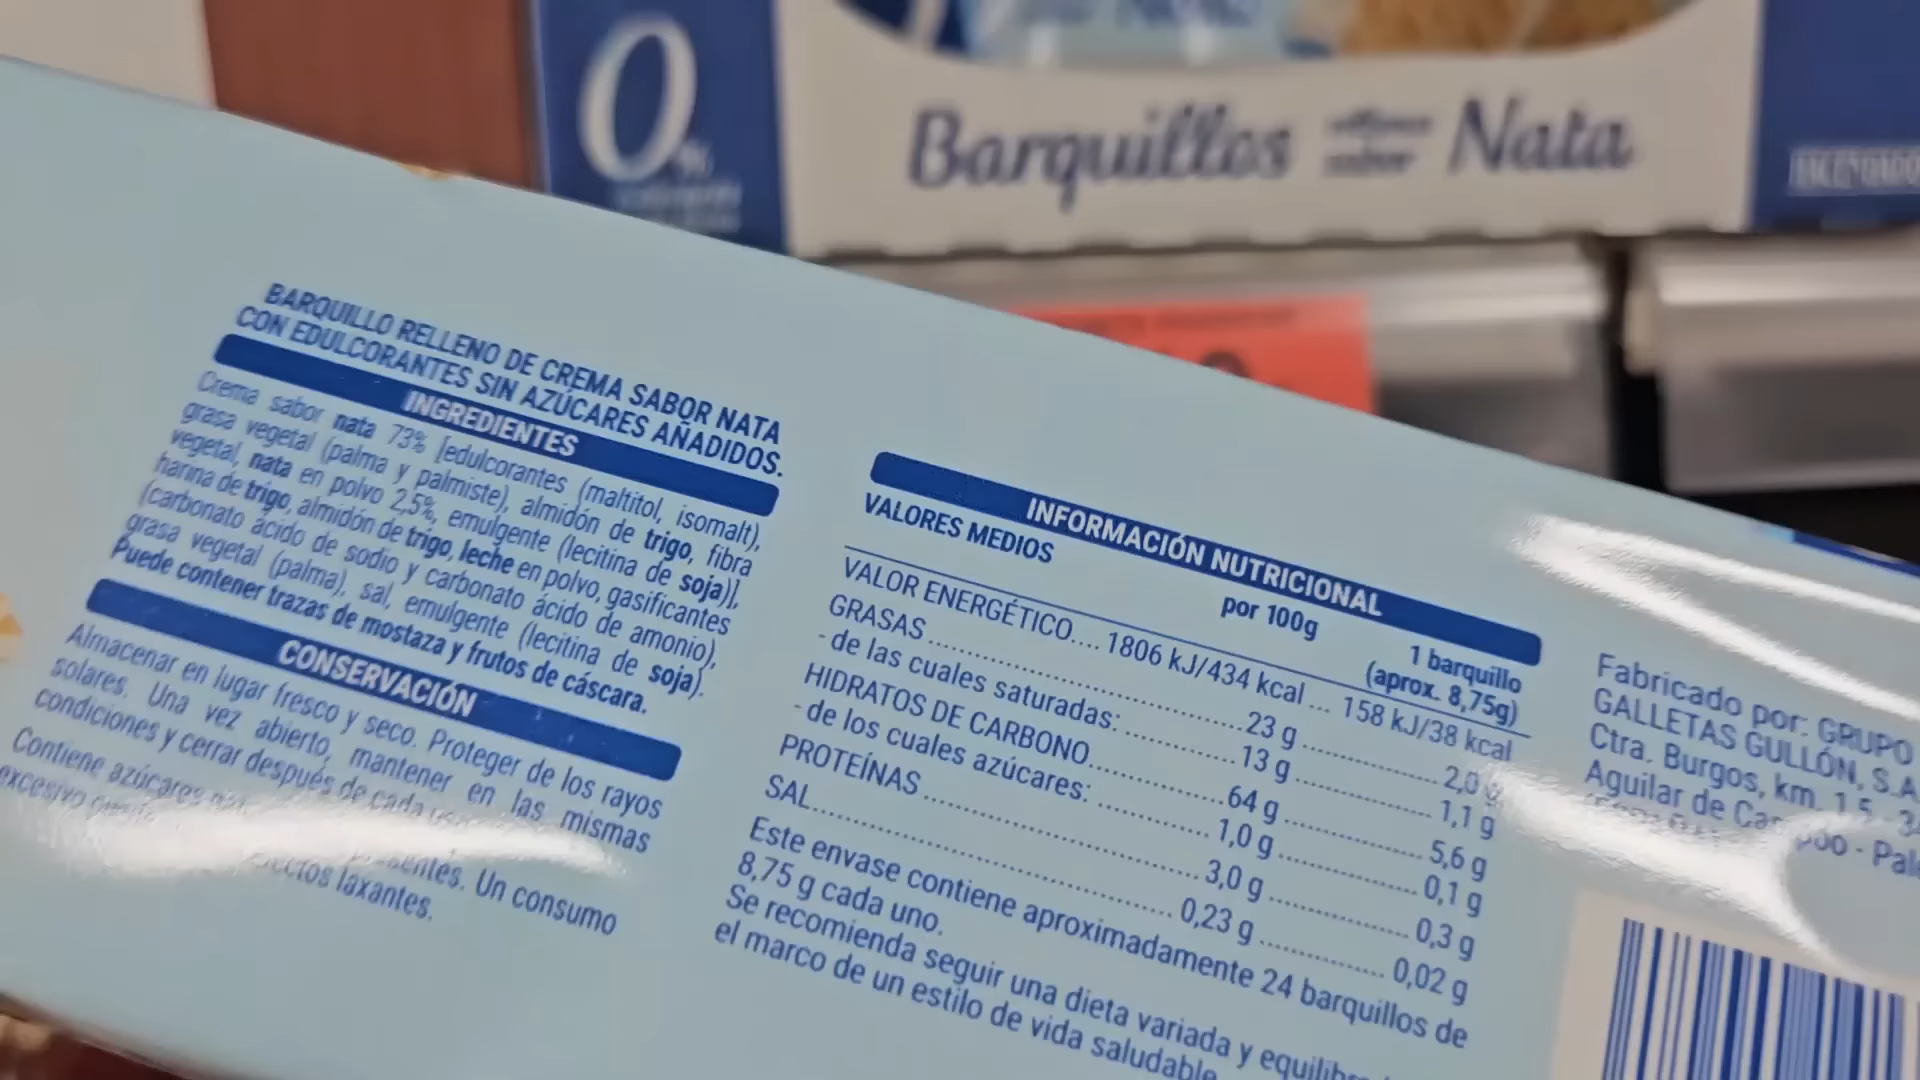 0%
Barquillos relleno sabor Nata
BARQUILLO RELLENO DE CREMA SABOR NATA
CON EDULCORANTES SIN AZÚCARES AÑADIDOS.
INGREDIENTES
Crema sabor nata 73% [edulcorantes (maltitol, isomalt),
grasa vegetal (palma y palmiste), almidón de trigo, fibra
vegetal, nata en polvo 2,5%, emulgente (lecitina de soja)],
harina de trigo, almidón de trigo, leche en polvo, gasificantes
(carbonato ácido de sodio y carbonato ácido de amonio),
grasa vegetal (palma), sal, emulgente (lecitina de soja).
Puede contener trazas de mostaza y frutos de cáscara.
CONSERVACIÓN
Almacenar en lugar fresco y seco. Proteger de los rayos
solares. Una vez abierto, mantener en las mismas
condiciones y cerrar después de cada uso.
Contiene azúcares presentes. Un consumo
excesivo efectos laxantes.
INFORMACIÓN NUTRICIONAL
VALORES MEDIOS por 100g 1 barquillo
(aprox. 8,75g)
VALOR ENERGÉTICO.... 1806 kJ/434 kcal ... 158 kJ/38 kcal
GRASAS 23 g 2,0 g
- de las cuales saturadas: 13 g 1,1 g
HIDRATOS DE CARBONO 64 g 5,6 g
- de los cuales azúcares: 1,0 g 0,1 g
PROTEÍNAS 3,0 g 0,3 g
SAL 0,23 g 0,02 g
Este envase contiene aproximadamente 24 barquillos de
8,75 g cada uno.
Se recomienda seguir una dieta variada y
el marco de un estilo de vida saludable
Fabricado por: GRUPO
GALLETAS GULLÓN, S.A.
Ctra. Burgos, km. 1,5
Aguilar de